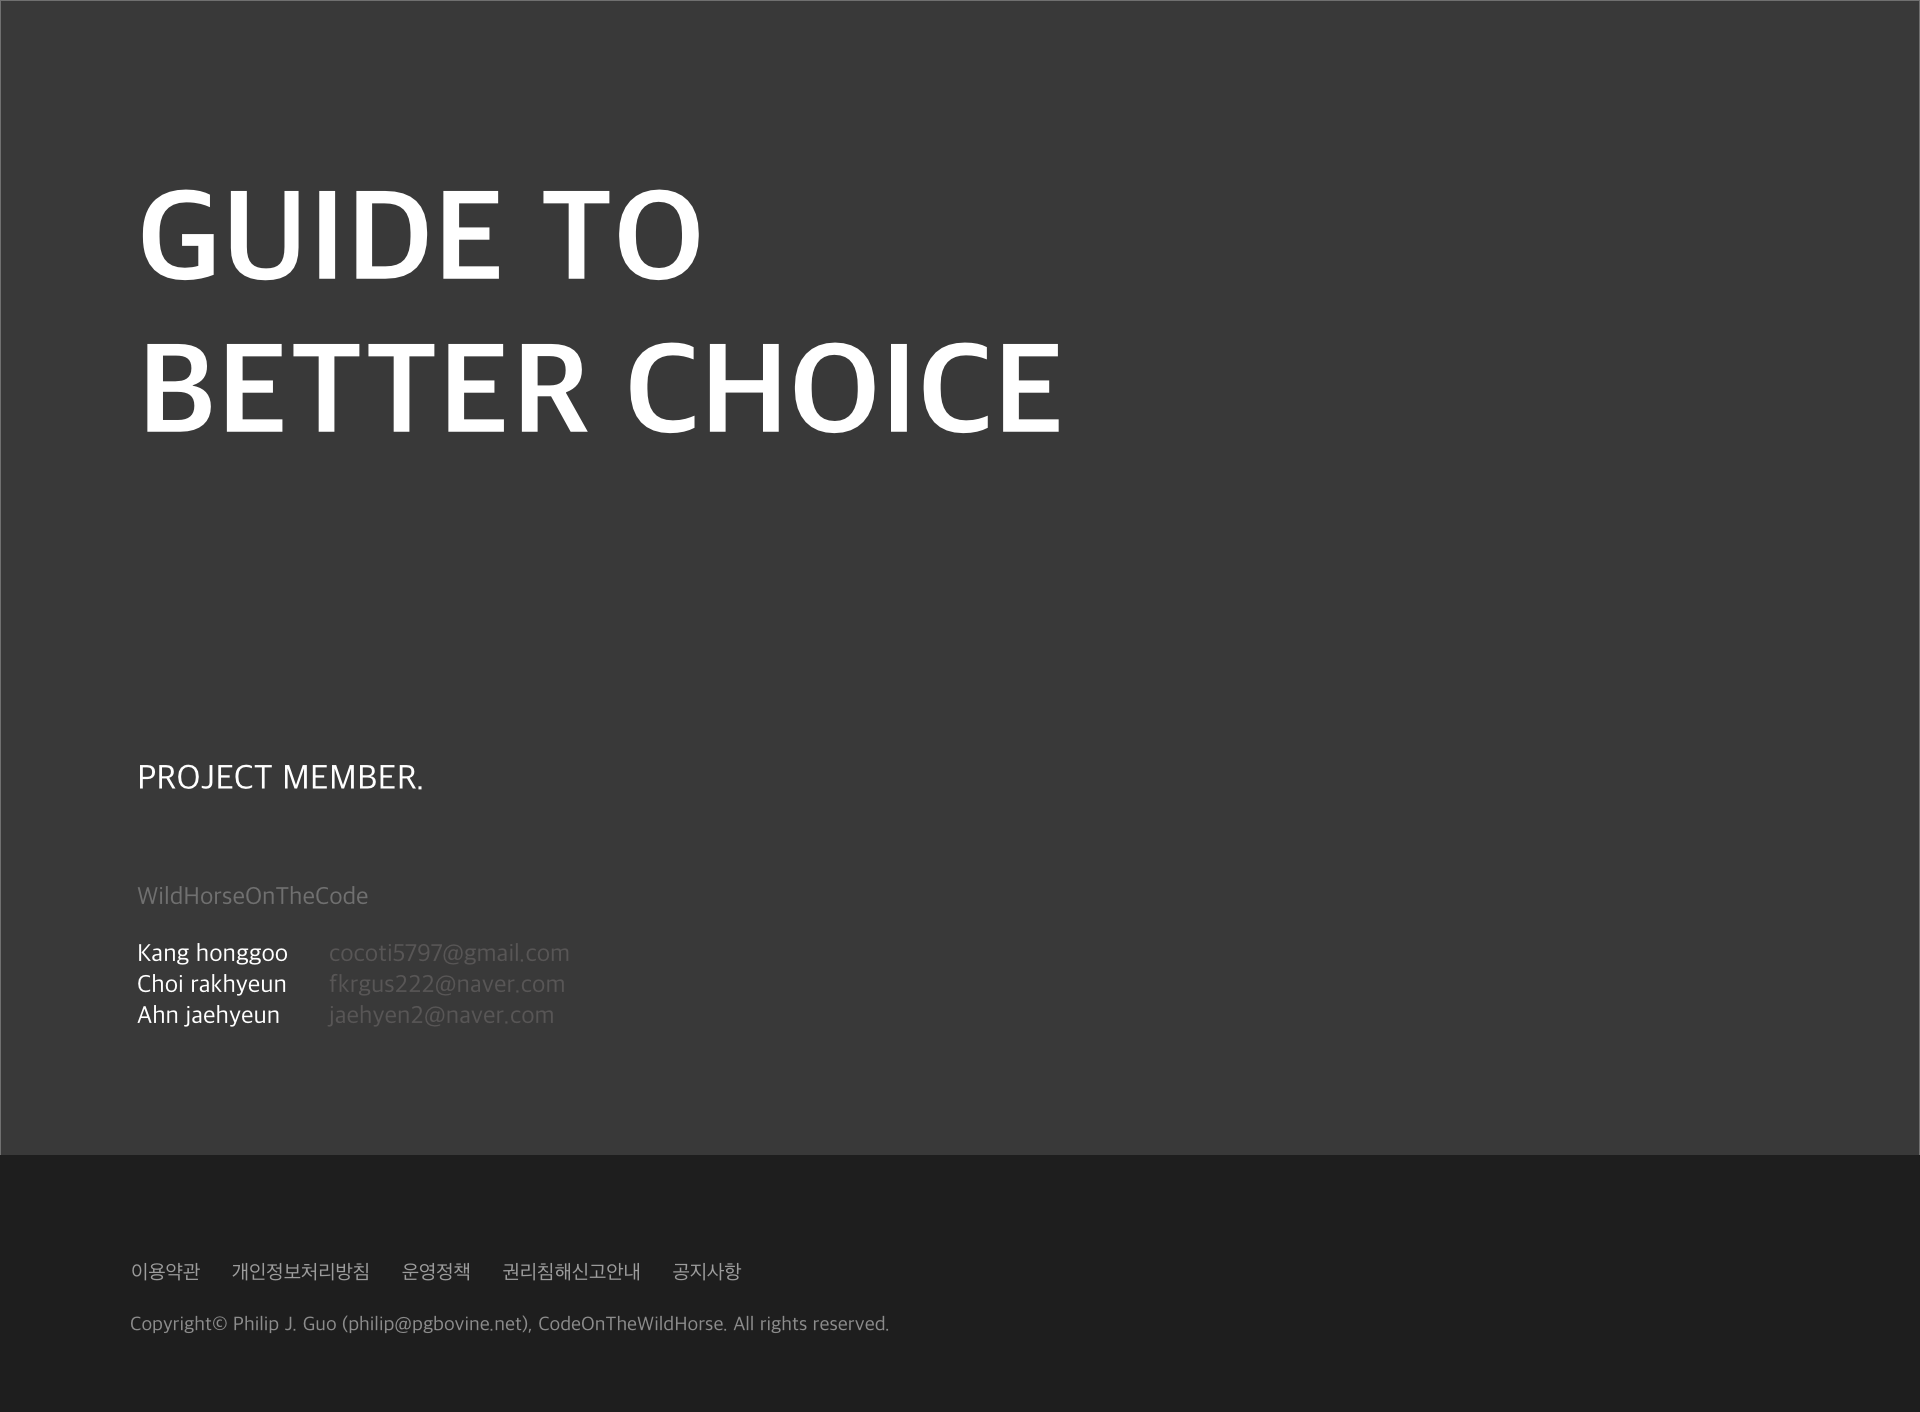 GUIDE TO
BETTER CHOICE
PROJECT MEMBER.
WildHorseOnTheCode
Kang honggoo cocoti5797@gmail.com
Choi rakhyeun fkrgus222@naver.com
Ahn jaehyeun jaehyen2@naver.com
이용약관 개인정보처리방침 운영정책 권리침해신고안내 공지사항
Copyright© Philip J. Guo (philip@pgbovine.net), CodeOnTheWildHorse. All rights reserved.